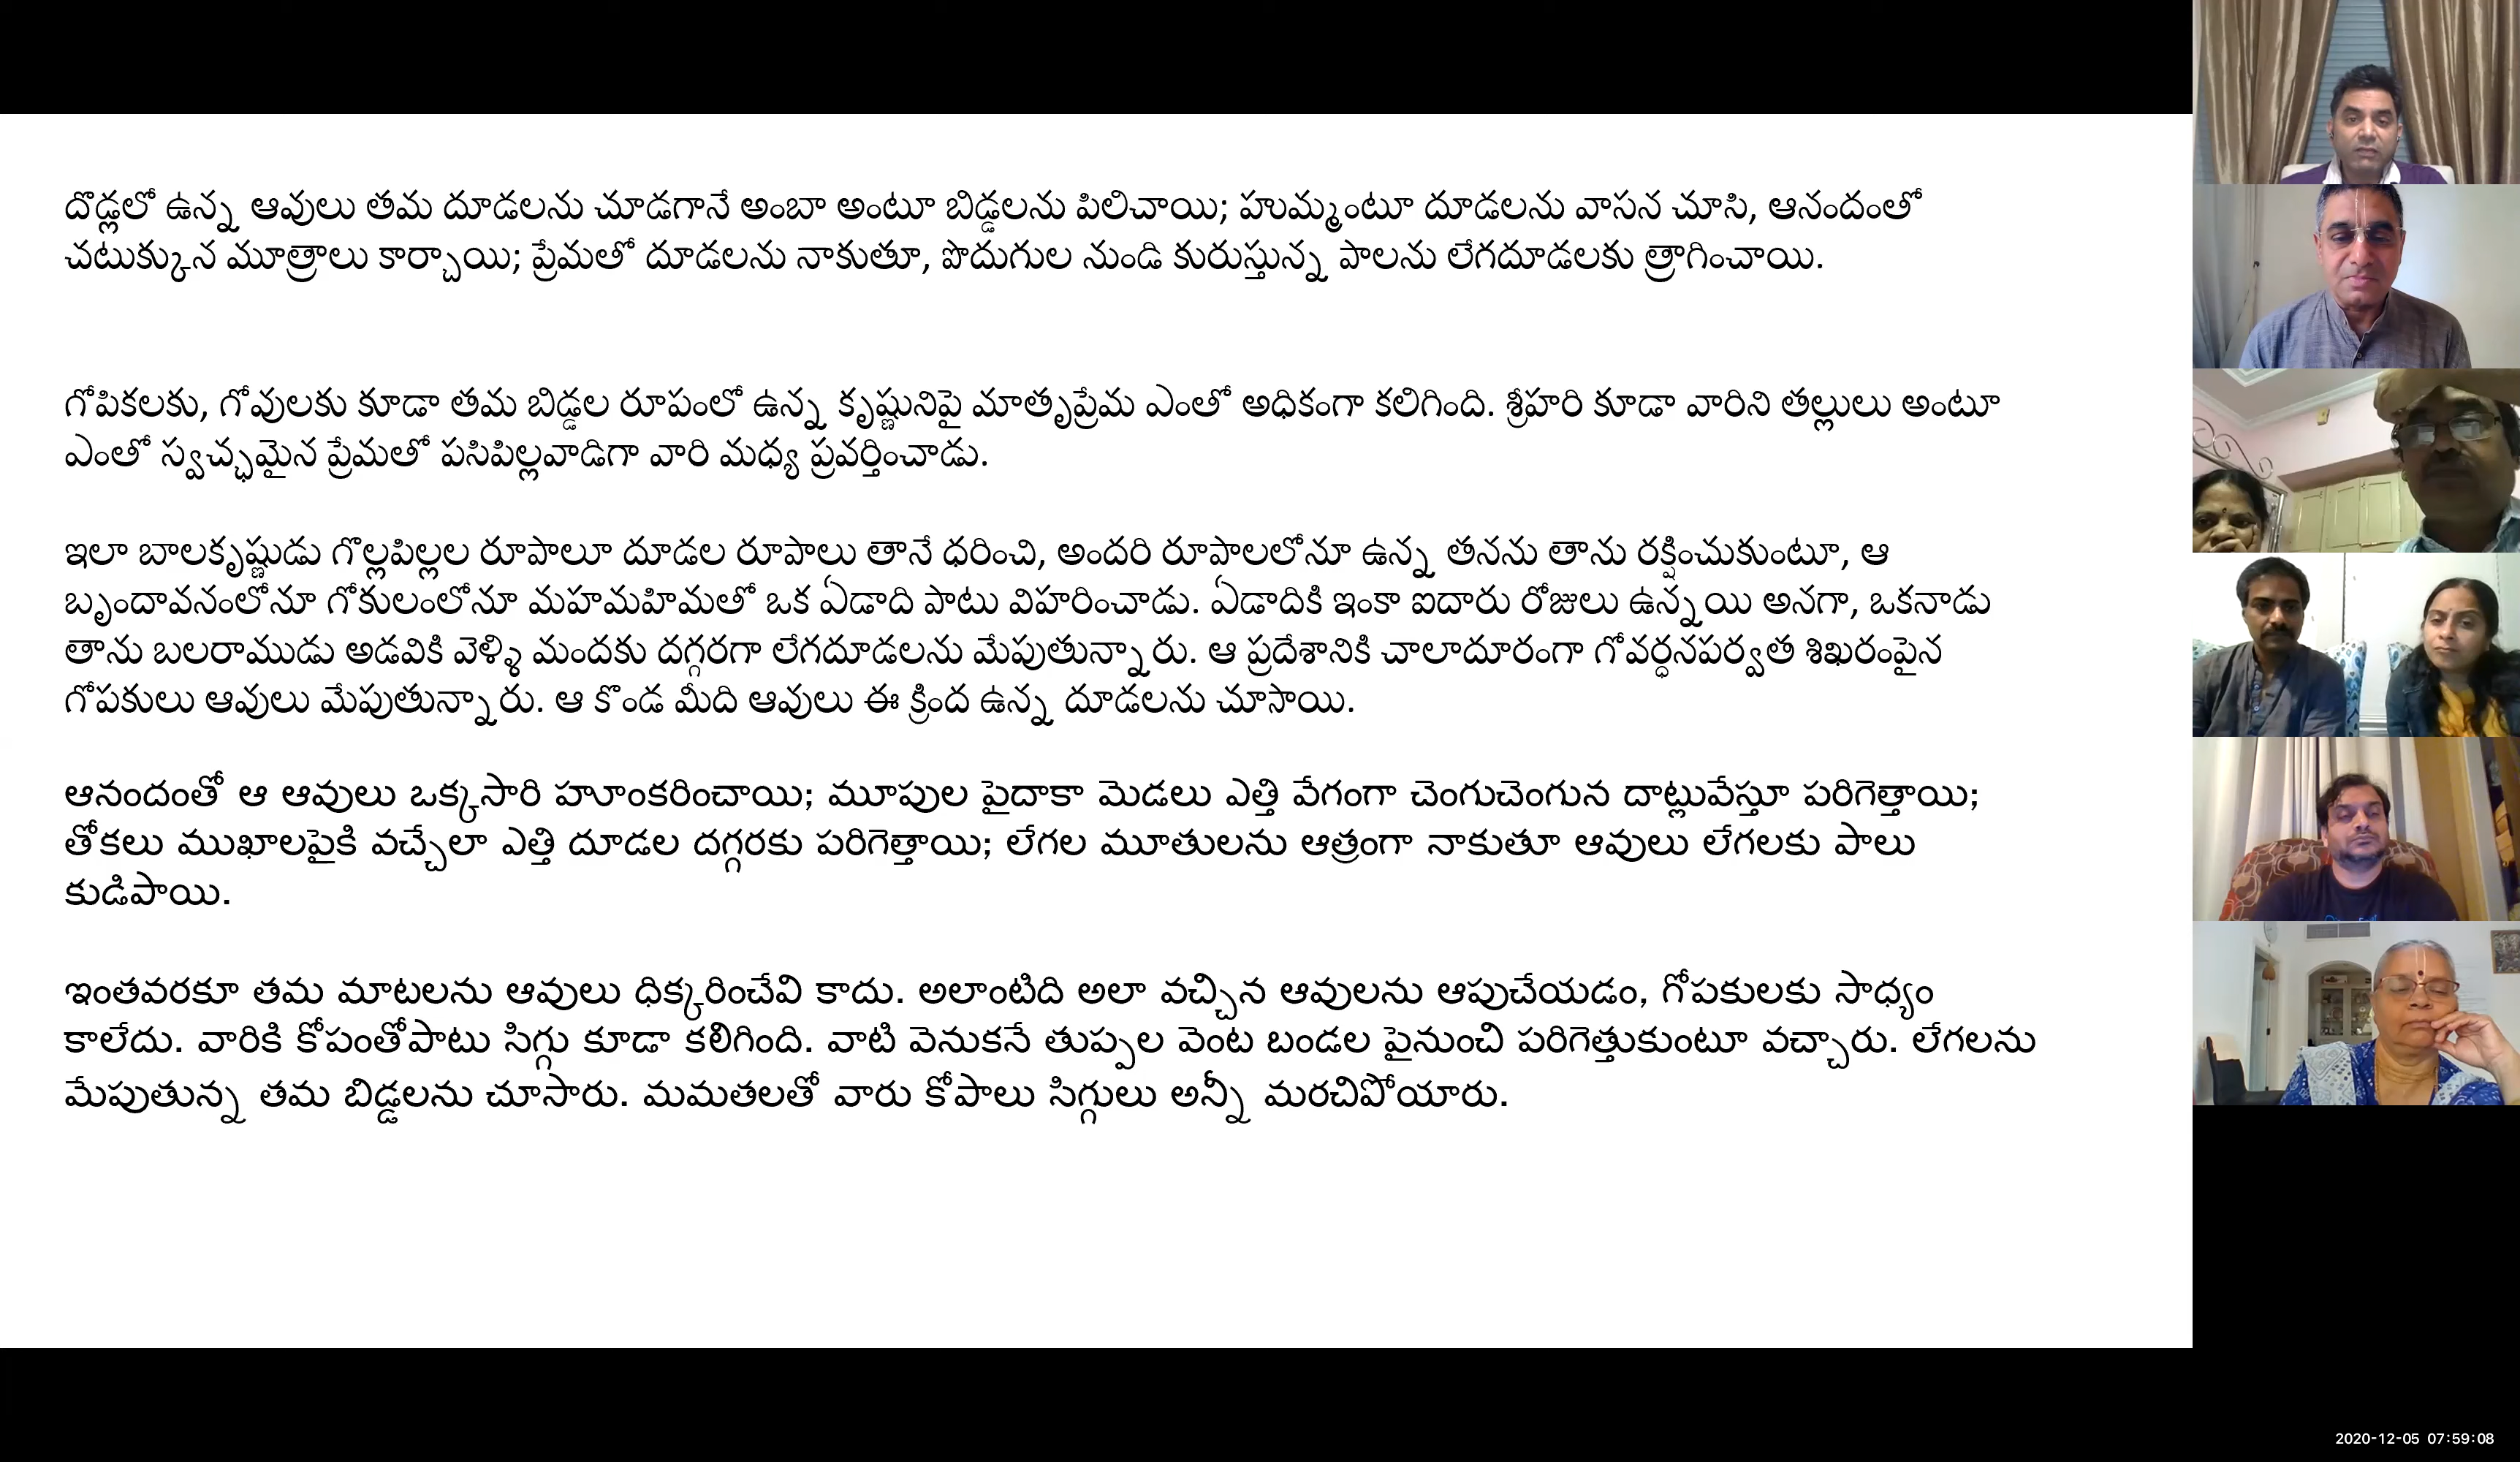 దొడ్లలో ఉన్న ఆవులు తమ దూడలను చూడగానే అంబా అంటూ బిడ్డలను పిలిచాయి; హుమ్మంటూ దూడలను వాసన చూసి, ఆనందంతో
చటుక్కున మూత్రాలు కార్చాయి; ప్రేమతో దూడలను నాకుతూ, పొదుగుల నుండి కురుస్తున్న పాలను లేగదూడలకు త్రాగించాయి.
గోపికలకు, గోవులకు కూడా తమ బిడ్డల రూపంలో ఉన్న కృష్ణునిపై మాతృప్రేమ ఎంతో అధికంగా కలిగింది. శ్రీహరి కూడా వారిని తల్లులు అంటూ
ఎంతో స్వచ్ఛమైన ప్రేమతో పసిపిల్లవాడిగా వారి మధ్య ప్రవర్తించాడు.
ఇలా బాలకృష్ణుడు గొల్లపిల్లల రూపాలూ దూడల రూపాలు తానే ధరించి, అందరి రూపాలలోనూ ఉన్న తనను తాను రక్షించుకుంటూ, ఆ
బృందావనంలోనూ గోకులంలోనూ మహమహిమతో ఒక ఏడాది పాటు విహరించాడు. ఏడాదికి ఇంకా ఐదారు రోజులు ఉన్నయి అనగా, ఒకనాడు
తాను బలరాముడు అడవికి వెళ్ళి మందకు దగ్గరగా లేగదూడలను మేపుతున్నారు. ఆ ప్రదేశానికి చాలాదూరంగా గోవర్ధనపర్వత శిఖరంపైన
గోపకులు ఆవులు మేపుతున్నారు. ఆ కొండ మీది ఆవులు ఈ క్రింద ఉన్న దూడలను చూసాయి.
ఆనందంతో ఆ ఆవులు ఒక్కసారి హూంకరించాయి; మూపుల పైదాకా మెడలు ఎత్తి వేగంగా చెంగుచెంగున దాట్లువేస్తూ పరిగెత్తాయి;
తోకలు ముఖాలపైకి వచ్చేలా ఎత్తి దూడల దగ్గరకు పరిగెత్తాయి; లేగల మూతులను ఆత్రంగా నాకుతూ ఆవులు లేగలకు పాలు
కుడిపాయి.
ఇంతవరకూ తమ మాటలను ఆవులు ధిక్కరించేవి కాదు. అలాంటిది అలా వచ్చిన ఆవులను ఆపుచేయడం, గోపకులకు సాధ్యం
కాలేదు. వారికి కోపంతోపాటు సిగ్గు కూడా కలిగింది. వాటి వెనుకనే తుప్పల వెంట బండల పైనుంచి పరిగెత్తుకుంటూ వచ్చారు. లేగలను
మేపుతున్న తమ బిడ్డలను చూసారు. మమతలతో వారు కోపాలు సిగ్గులు అన్నీ మరచిపోయారు.
2020-12-05 07:59:08